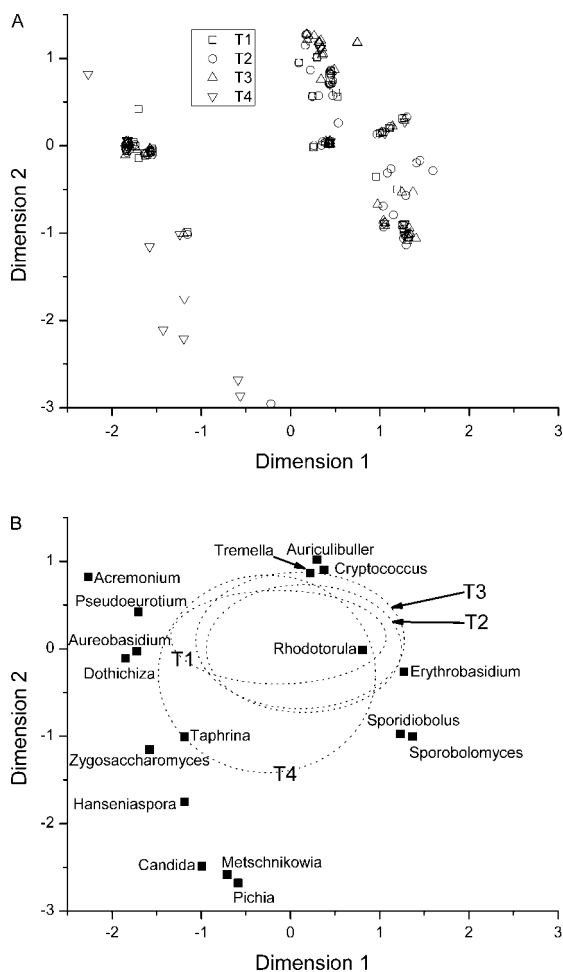 A
T1
T2
T3
T4
1
0
-1
-2
-3
Dimension 2
-2
-1
0
1
2
3
Dimension 1
B
1
0
-1
-2
-3
Dimension 2
Auriculibuller
Tremella
Cryptococcus
Acremonium
T3
Pseudoeurotium
T2
Aureobasidium
T1
Rhodotorula
Dothichiza
Erythrobasidium
Sporidiobolus
Taphrina
Sporobolomyces
Zygosaccharomyces
T4
Hanseniaspora
Candida
Metschnikowia
Pichia
-2
-1
0
1
2
3
Dimension 1